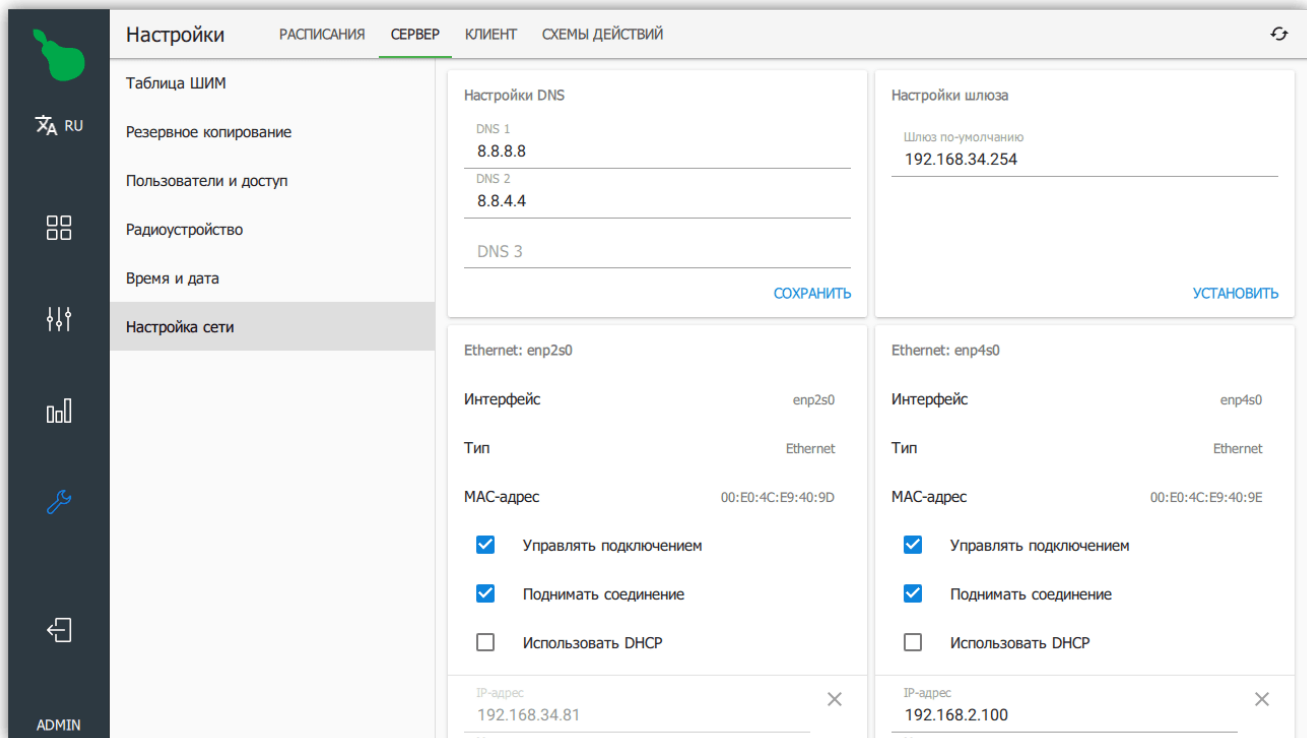 Настройки
РАСПИСАНИЯ
СЕРВЕР
КЛИЕНТ
СХЕМЫ ДЕЙСТВИЙ
RU
ADMIN
Таблица ШИМ
Резервное копирование
Пользователи и доступ
Радиоустройство
Время и дата
Настройка сети
Настройки DNS
DNS 1
8.8.8.8
DNS 2
8.8.4.4
DNS 3
СОХРАНИТЬ
Настройки шлюза
Шлюз по-умолчанию
192.168.34.254
УСТАНОВИТЬ
Ethernet: enp2s0
Интерфейс enp2s0
Тип Ethernet
MAC-адрес 00:E0:4C:E9:40:9D
Управлять подключением
Поднимать соединение
Использовать DHCP
IP-адрес
192.168.34.81
Ethernet: enp4s0
Интерфейс enp4s0
Тип Ethernet
MAC-адрес 00:E0:4C:E9:40:9E
Управлять подключением
Поднимать соединение
Использовать DHCP
IP-адрес
192.168.2.100